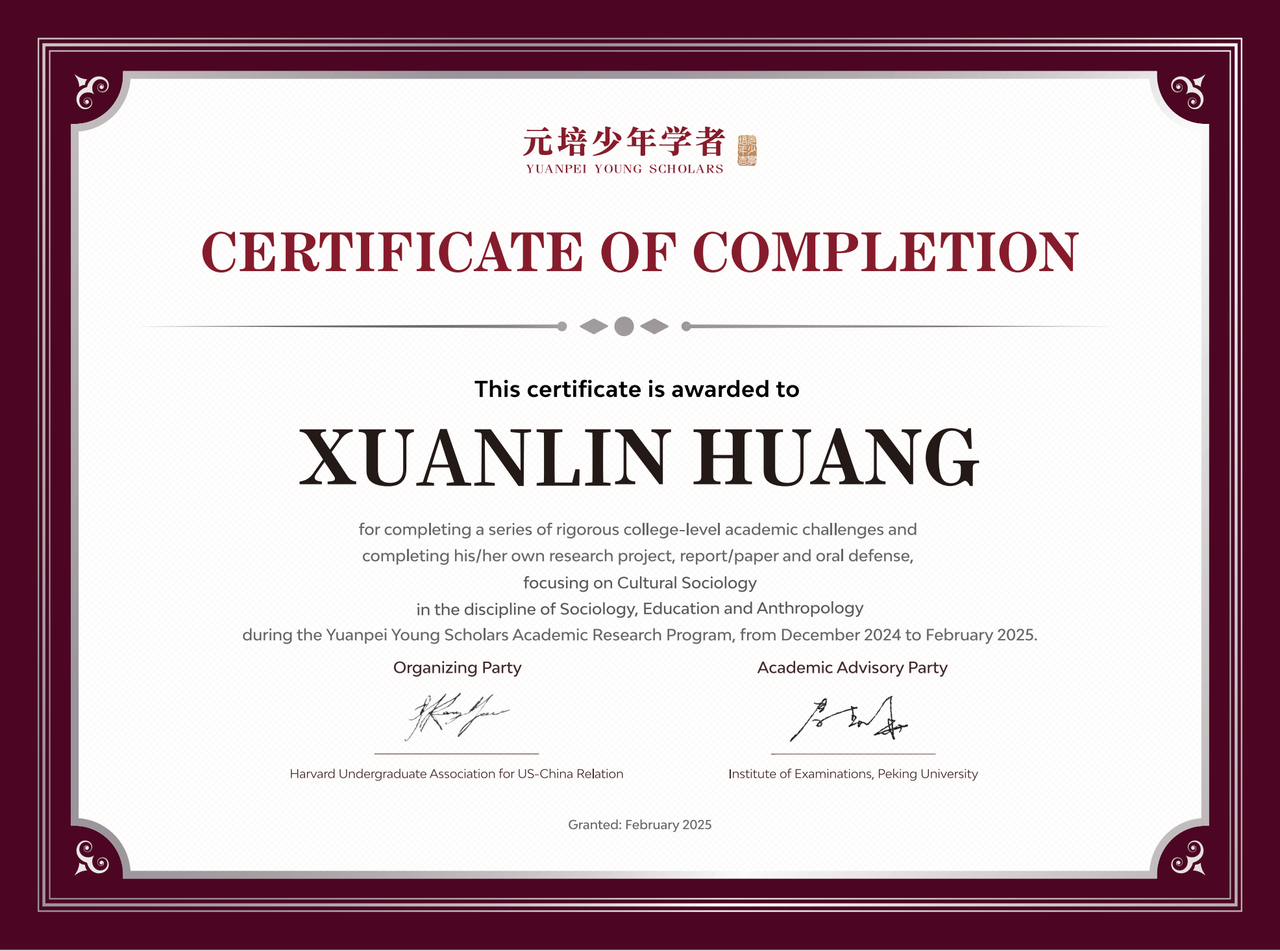 元培少年学者
YUANPEI YOUNG SCHOLARS
CERTIFICATE OF COMPLETION
This certificate is awarded to
XUANLIN HUANG
for completing a series of rigorous college-level academic challenges and
completing his/her own research project, report/paper and oral defense,
focusing on Cultural Sociology
in the discipline of Sociology, Education and Anthropology
during the Yuanpei Young Scholars Academic Research Program, from December 2024 to February 2025.
Organizing Party
Academic Advisory Party
Harvard Undergraduate Association for US-China Relation
Institute of Examinations, Peking University
Granted: February 2025